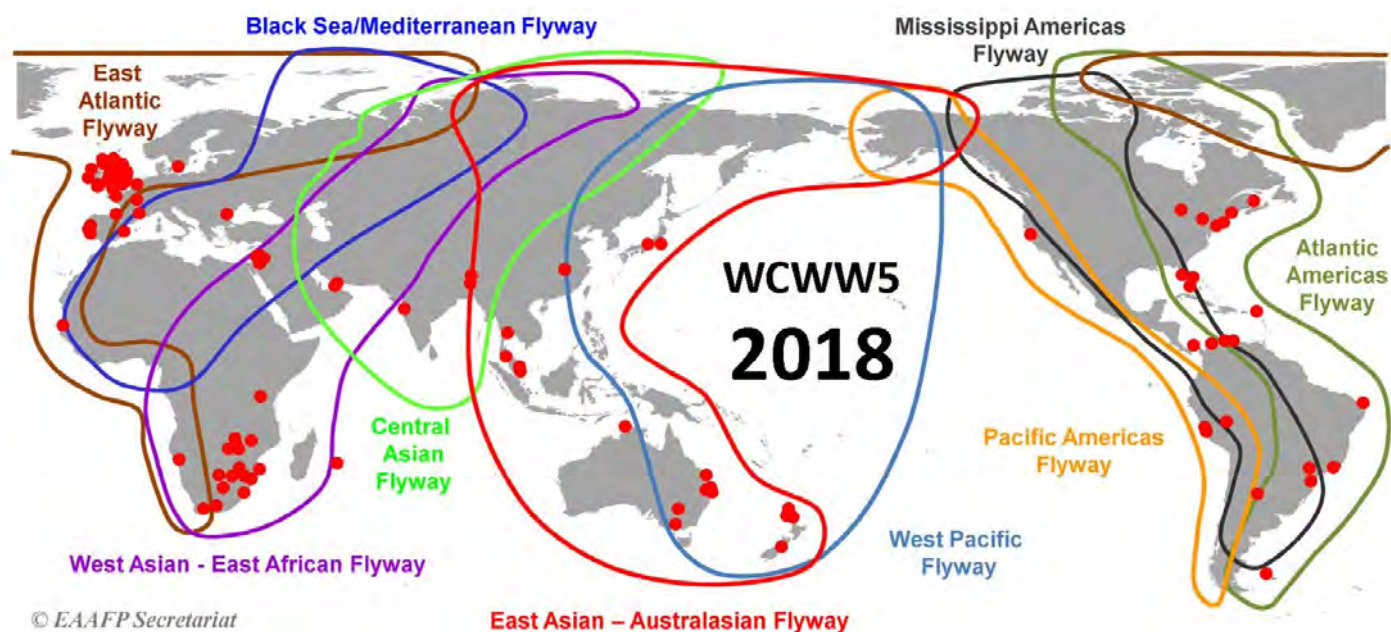 Black Sea/Mediterranean Flyway
Mississippi Americas
Flyway
East
Atlantic
Flyway
WCWW5
2018
Atlantic
Americas
Flyway
Central
Asian
Flyway
Pacific Americas
Flyway
West Pacific
Flyway
West Asian - East African Flyway
© EAAFP Secretariat
East Asian – Australasian Flyway